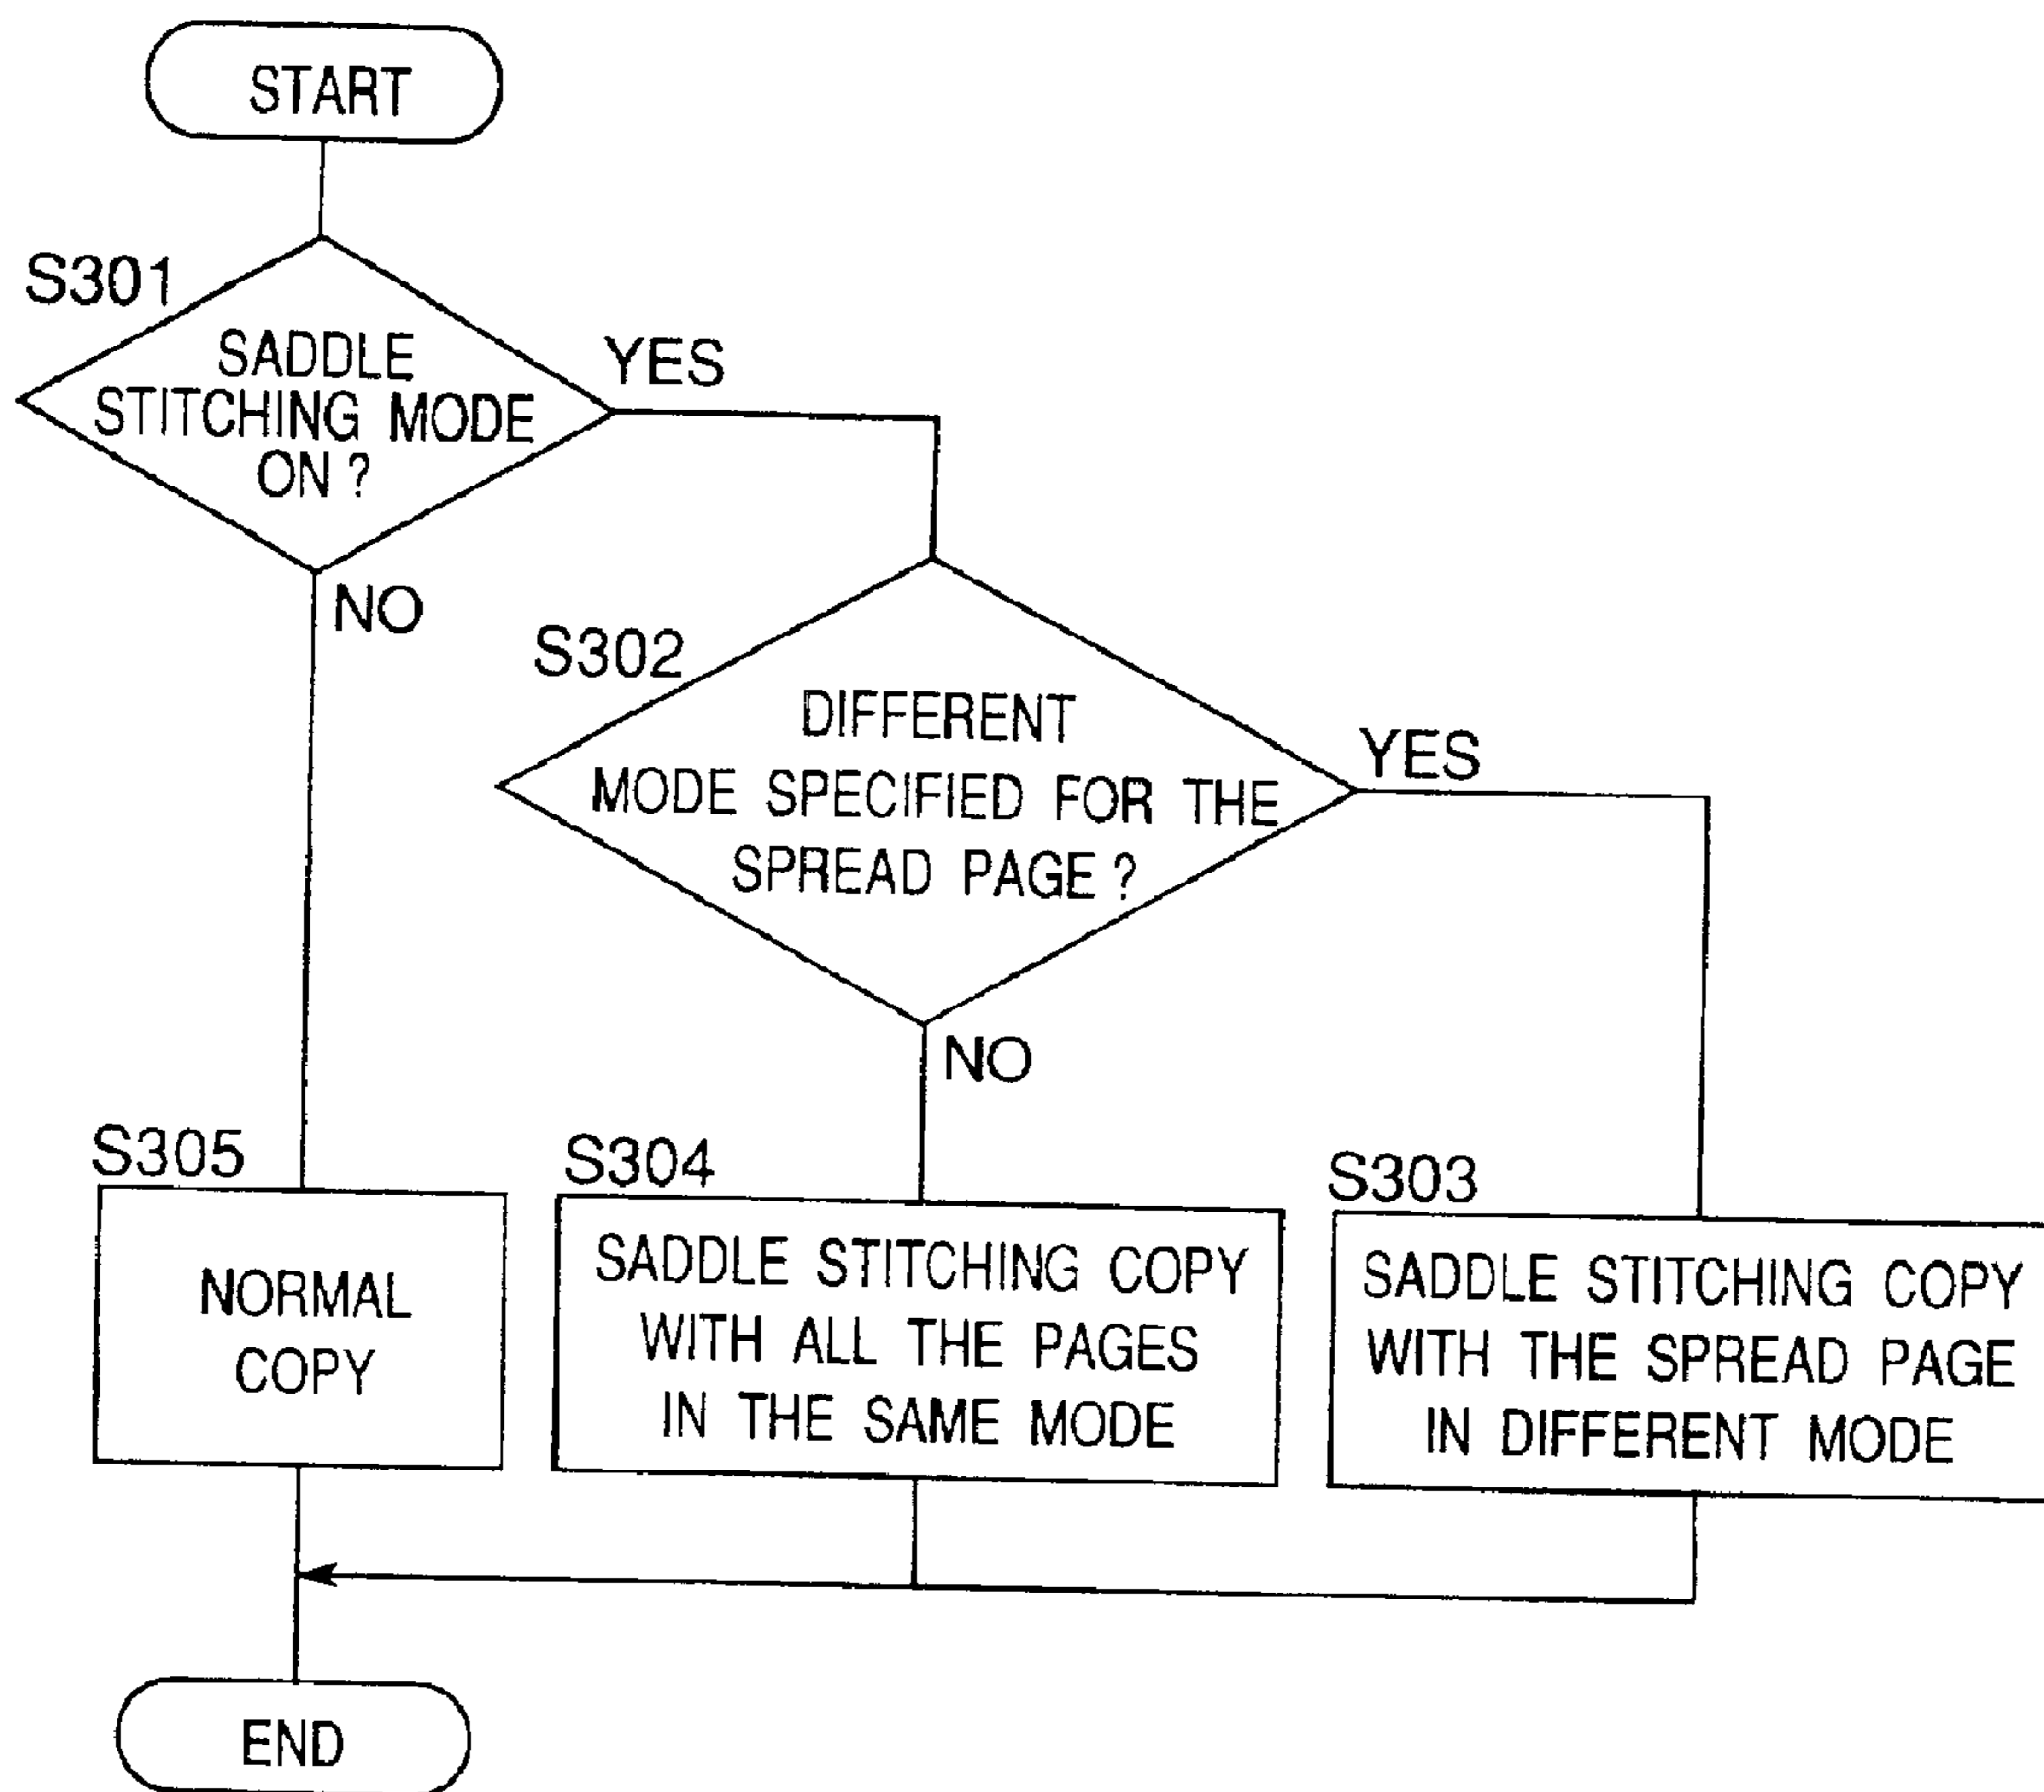 START
S301
SADDLE
STITCHING MODE
ON?
YES
NO
S302
DIFFERENT
MODE SPECIFIED FOR THE
SPREAD PAGE?
YES
NO
S305
NORMAL
COPY
S304
SADDLE STITCHING COPY
WITH ALL THE PAGES
IN THE SAME MODE
S303
SADDLE STITCHING COPY
WITH THE SPREAD PAGE
IN DIFFERENT MODE
END